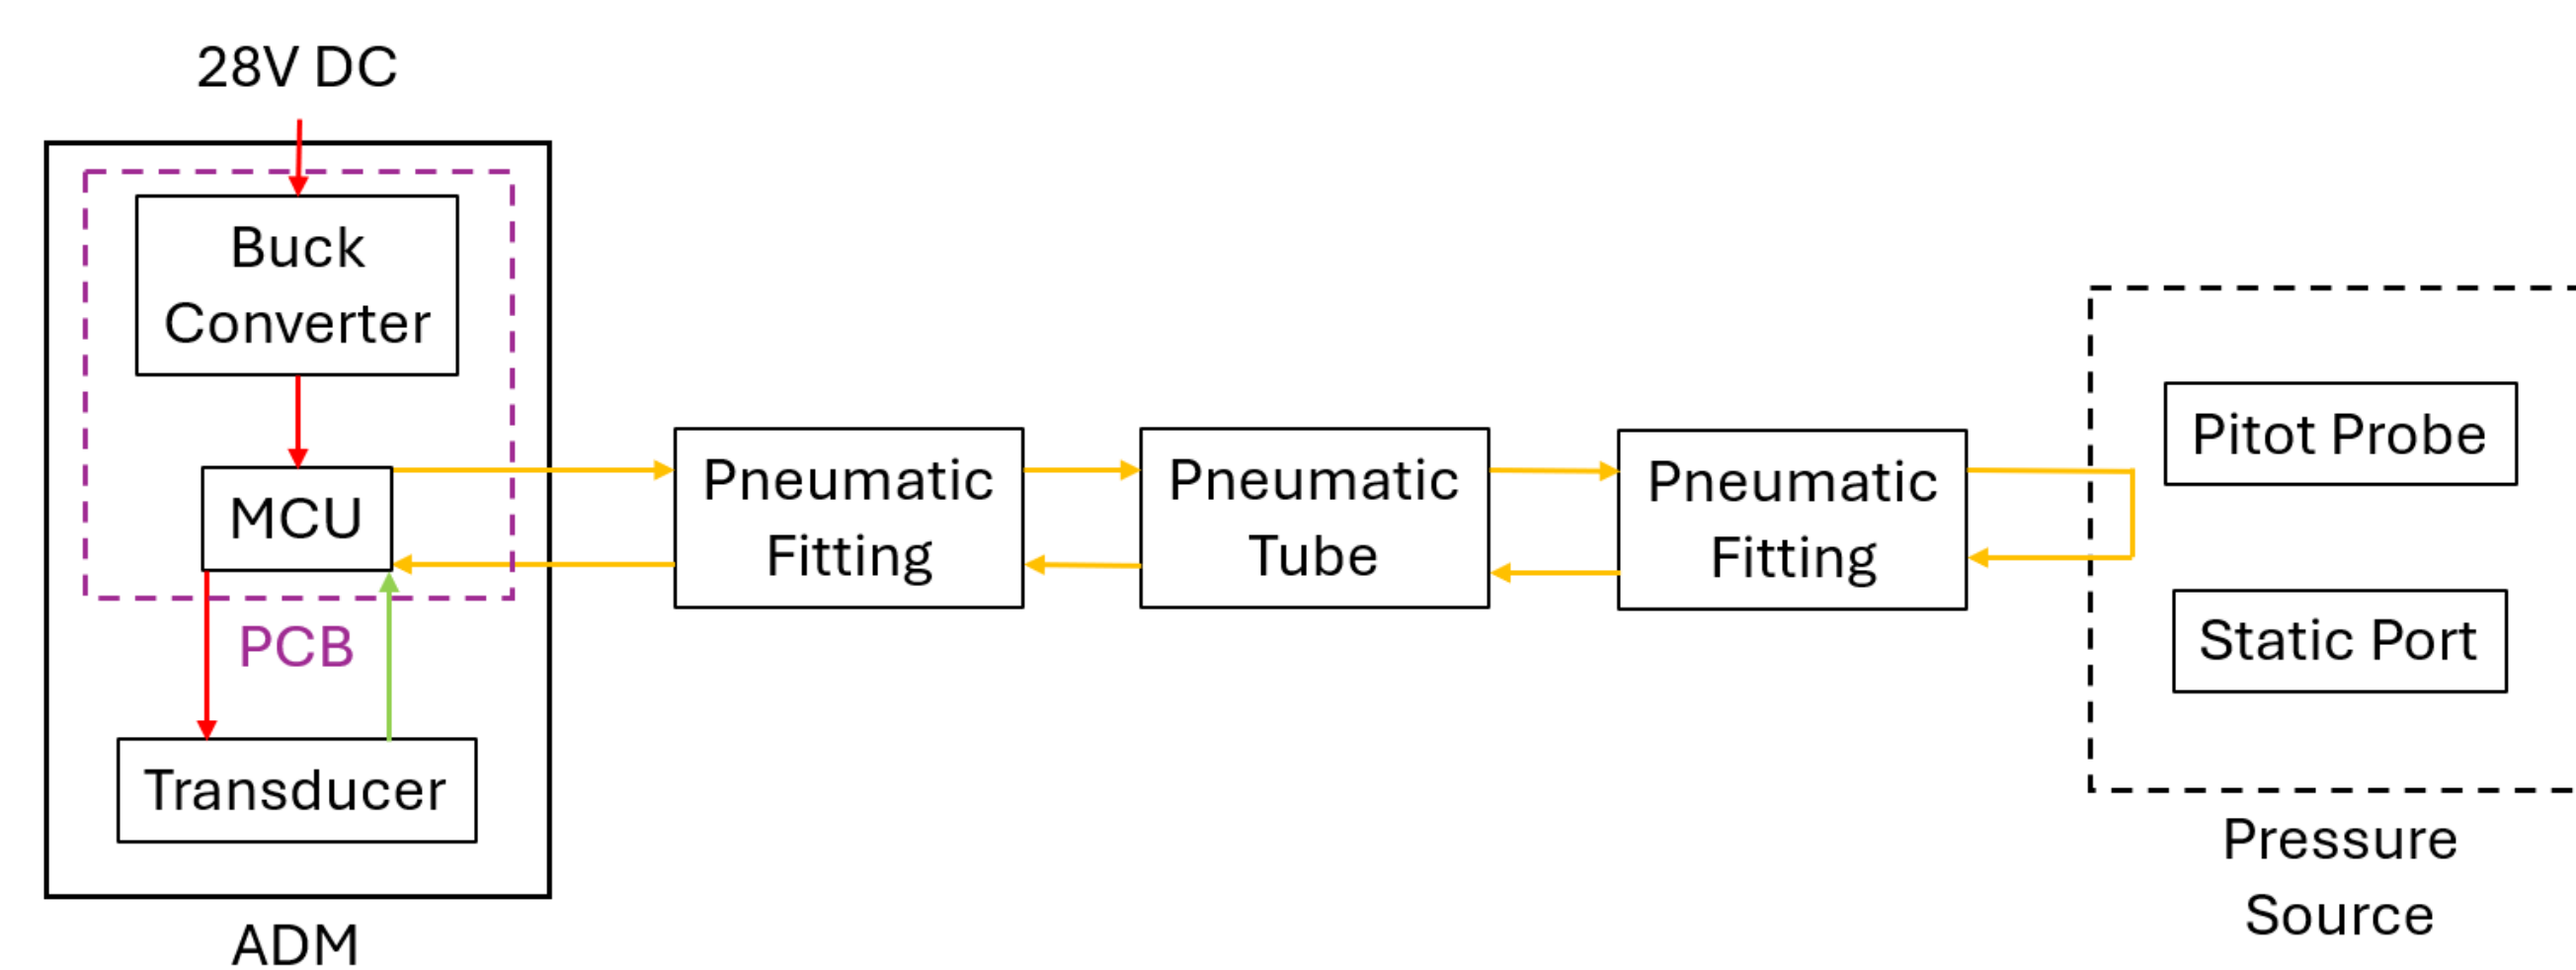 28V DC
Buck
Converter
MCU
PCB
Transducer
ADM
Pneumatic
Fitting
Pneumatic
Tube
Pneumatic
Fitting
Pitot Probe
Static Port
Pressure
Source